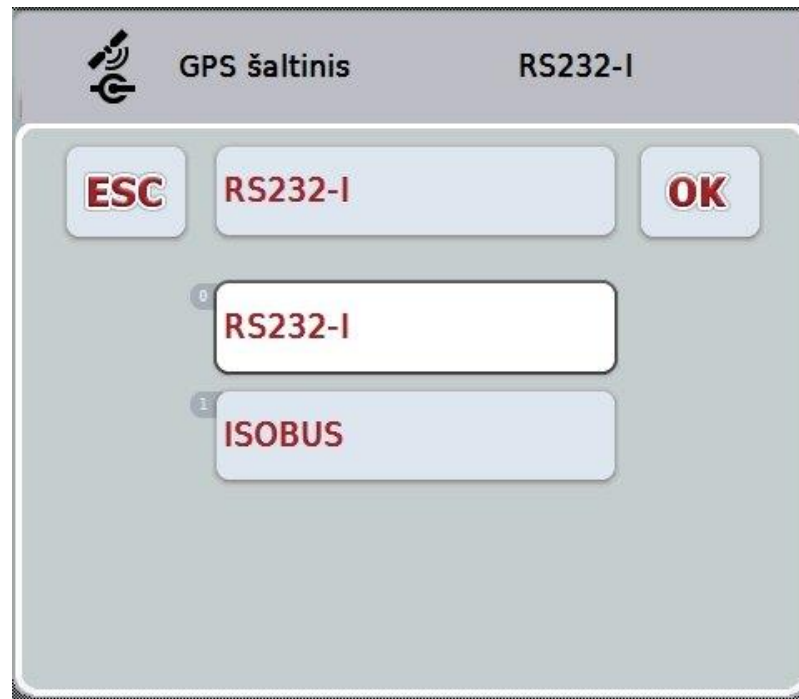 GPS šaltinis RS232-I
ESC RS232-I OK
0
RS232-I
1
ISOBUS